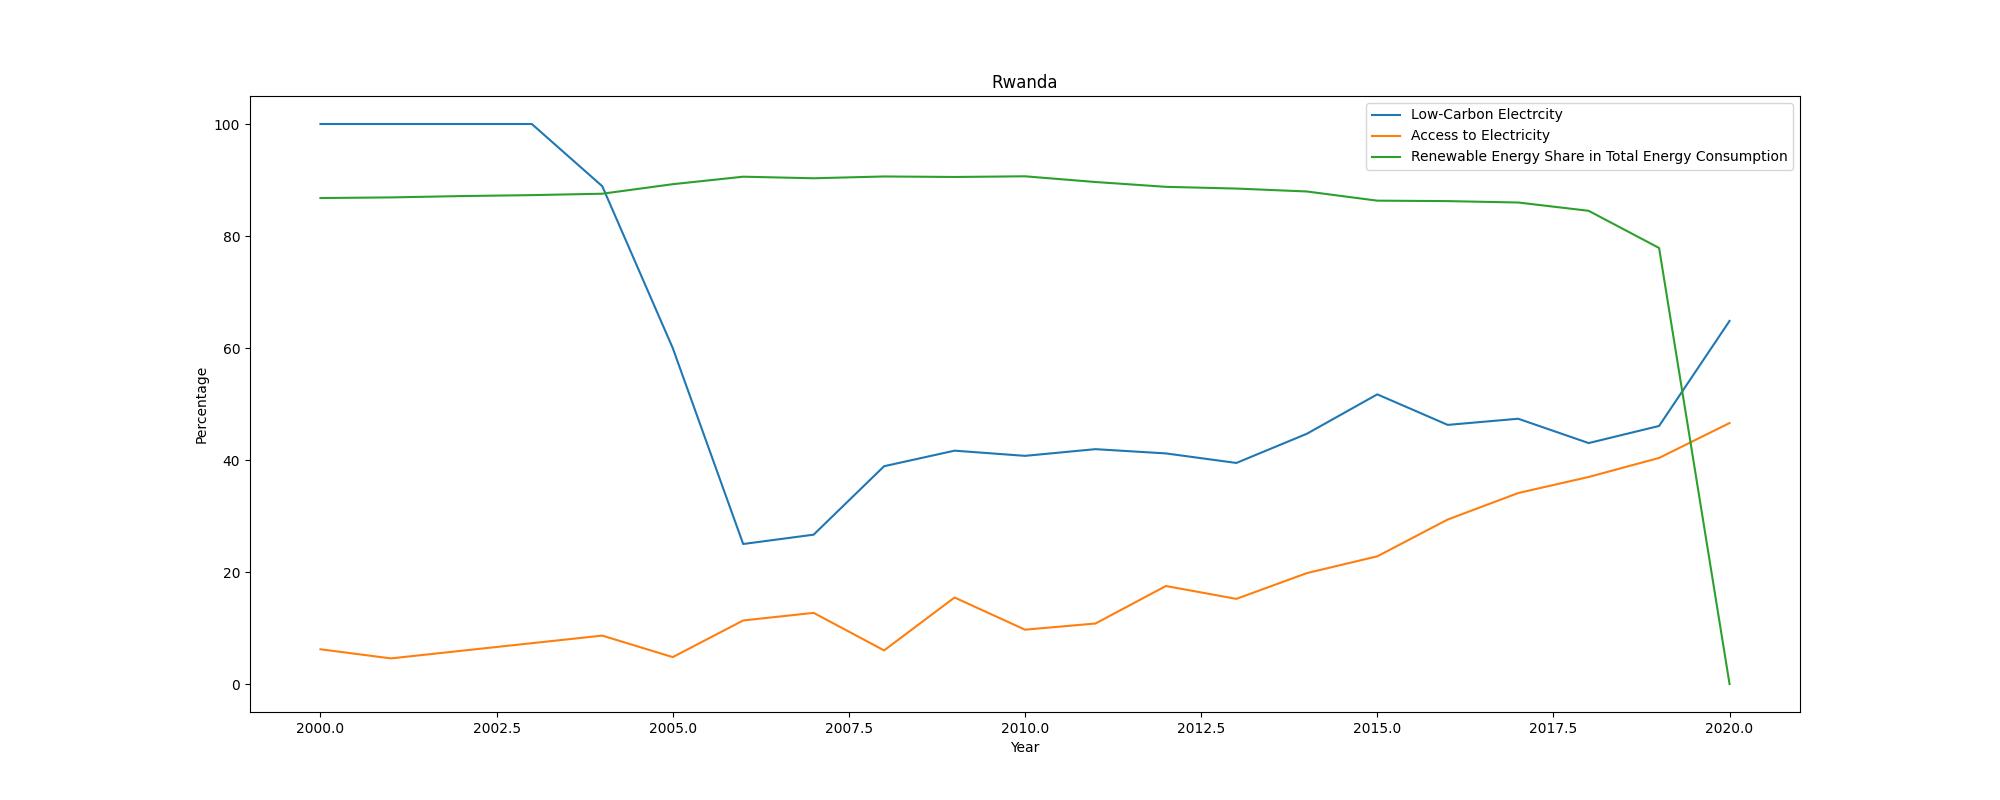 Rwanda
Low-Carbon Electrcity
Access to Electricity
Renewable Energy Share in Total Energy Consumption
Percentage
100
80
60
40
20
0
2000.0 2002.5 2005.0 2007.5 2010.0 2012.5 2015.0 2017.5 2020.0
Year